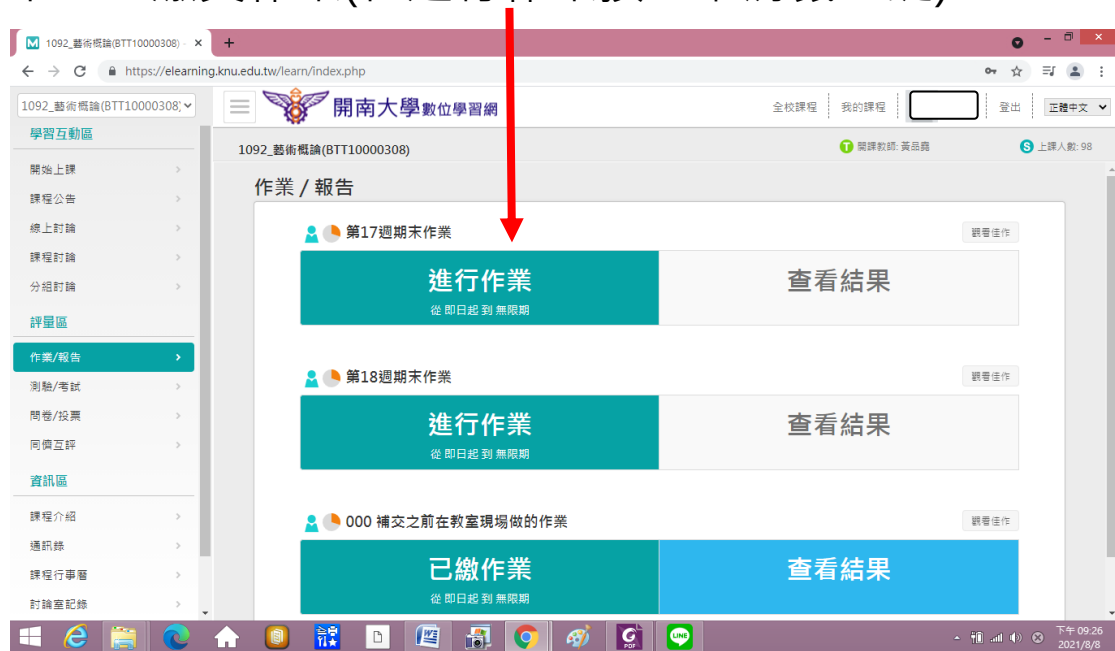 1092_藝術概論(BTT10000308) -
https://elearning.knu.edu.tw/learn/index.php
1092_藝術概論(BTT10000308)
開南大學數位學習網
全校課程 我的課程 登出 正體中文
學習互動區
1092_藝術概論(BTT10000308)
T 開課教師: 黃品露
S 上課人數: 98
開始上課
課程公告
線上討論
課程討論
分組討論
評量區
作業/報告
測驗/考試
問卷/投票
同儕互評
資訊區
課程介紹
通訊錄
課程行事曆
討論室記錄
作業 / 報告
第17週期末作業
觀看佳作
進行作業
從 即日起 到 無限期
查看結果
第18週期末作業
觀看佳作
進行作業
從 即日起 到 無限期
查看結果
000 補交之前在教室現場做的作業
觀看佳作
已繳作業
從 即日起 到 無限期
查看結果
LINE
PDF
下午 09:26
2021/8/8